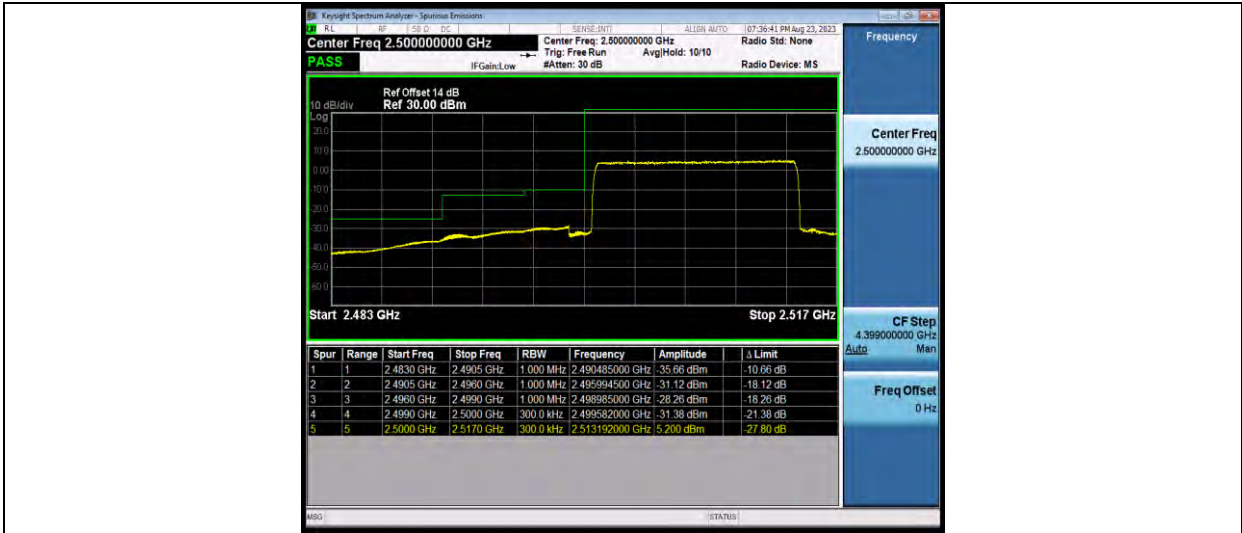 Keysight Spectrum Analyzer - Spurious Emissions
RL RF 50 Ω DC SENSE:INT ALIGN AUTO 07:36:41 PM Aug 23, 2023
Center Freq 2.500000000 GHz Center Freq: 2.500000000 GHz Radio Std: None Frequency
Trig: Free Run Avg|Hold: 10/10
PASS IFGain:Low #Atten: 30 dB Radio Device: MS
Ref Offset 14 dB
10 dB/div Ref 30.00 dBm
Log
20.0
10.0
0.00
-10.0
-20.0
-30.0
-40.0
-50.0
-60.0
Start 2.483 GHz Stop 2.517 GHz
Center Freq
2.500000000 GHz
CF Step
4.399000000 GHz
Auto Man
Freq Offset
0 Hz
Spur Range Start Freq Stop Freq RBW Frequency Amplitude Δ Limit
1 1 2.4830 GHz 2.4905 GHz 1.000 MHz 2.490485000 GHz -35.66 dBm -10.66 dB
2 2 2.4905 GHz 2.4960 GHz 1.000 MHz 2.495994500 GHz -31.12 dBm -18.12 dB
3 3 2.4960 GHz 2.4990 GHz 1.000 MHz 2.498985000 GHz -28.26 dBm -18.26 dB
4 4 2.4990 GHz 2.5000 GHz 300.0 kHz 2.499582000 GHz -31.38 dBm -21.38 dB
5 5 2.5000 GHz 2.5170 GHz 300.0 kHz 2.513192000 GHz 5.200 dBm -27.80 dB
MSG STATUS